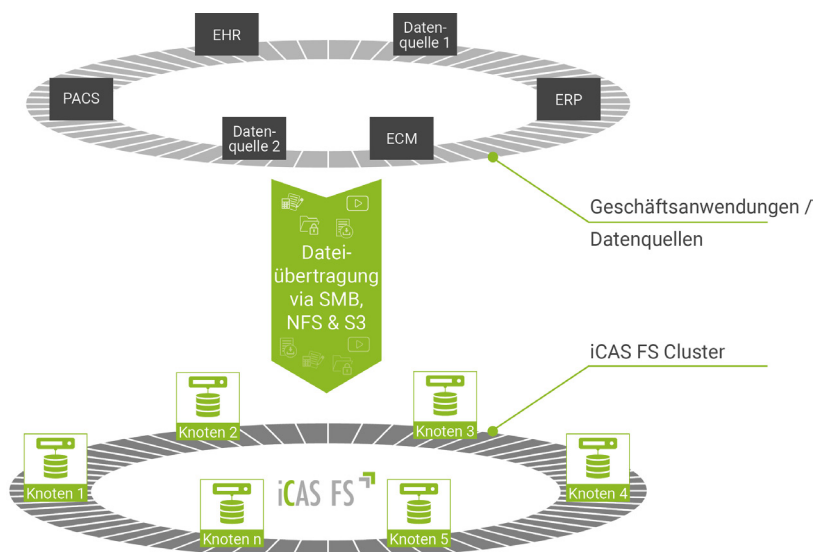 EHR
Daten-
quelle 1
PACS
ERP
Daten-
quelle 2
ECM
Geschäftsanwendungen /
Datenquellen
Datei-
übertragung
via SMB,
NFS & S3
iCAS FS Cluster
Knoten 2
Knoten 3
Knoten 1
Knoten 4
iCAS FS
Knoten n
Knoten 5